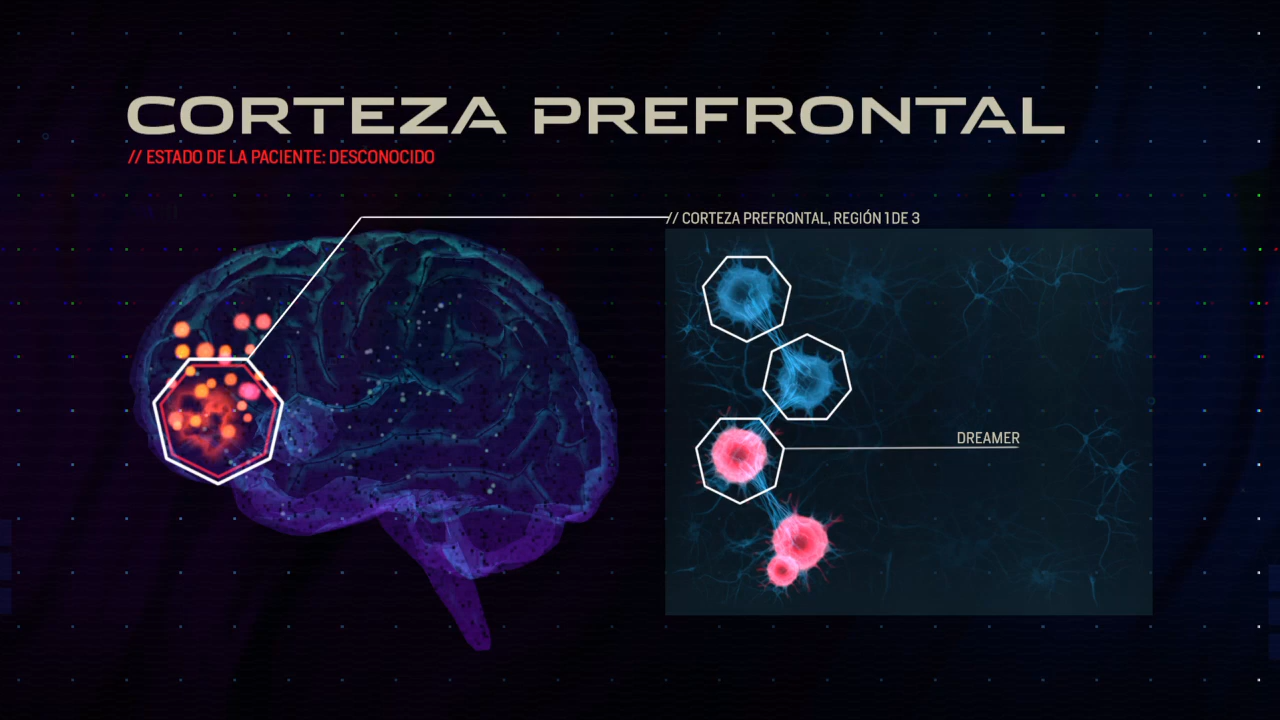 CORTEZA PREFRONTAL
// ESTADO DE LA PACIENTE: DESCONOCIDO
// CORTEZA PREFRONTAL, REGIÓN 1 DE 3
DREAMER